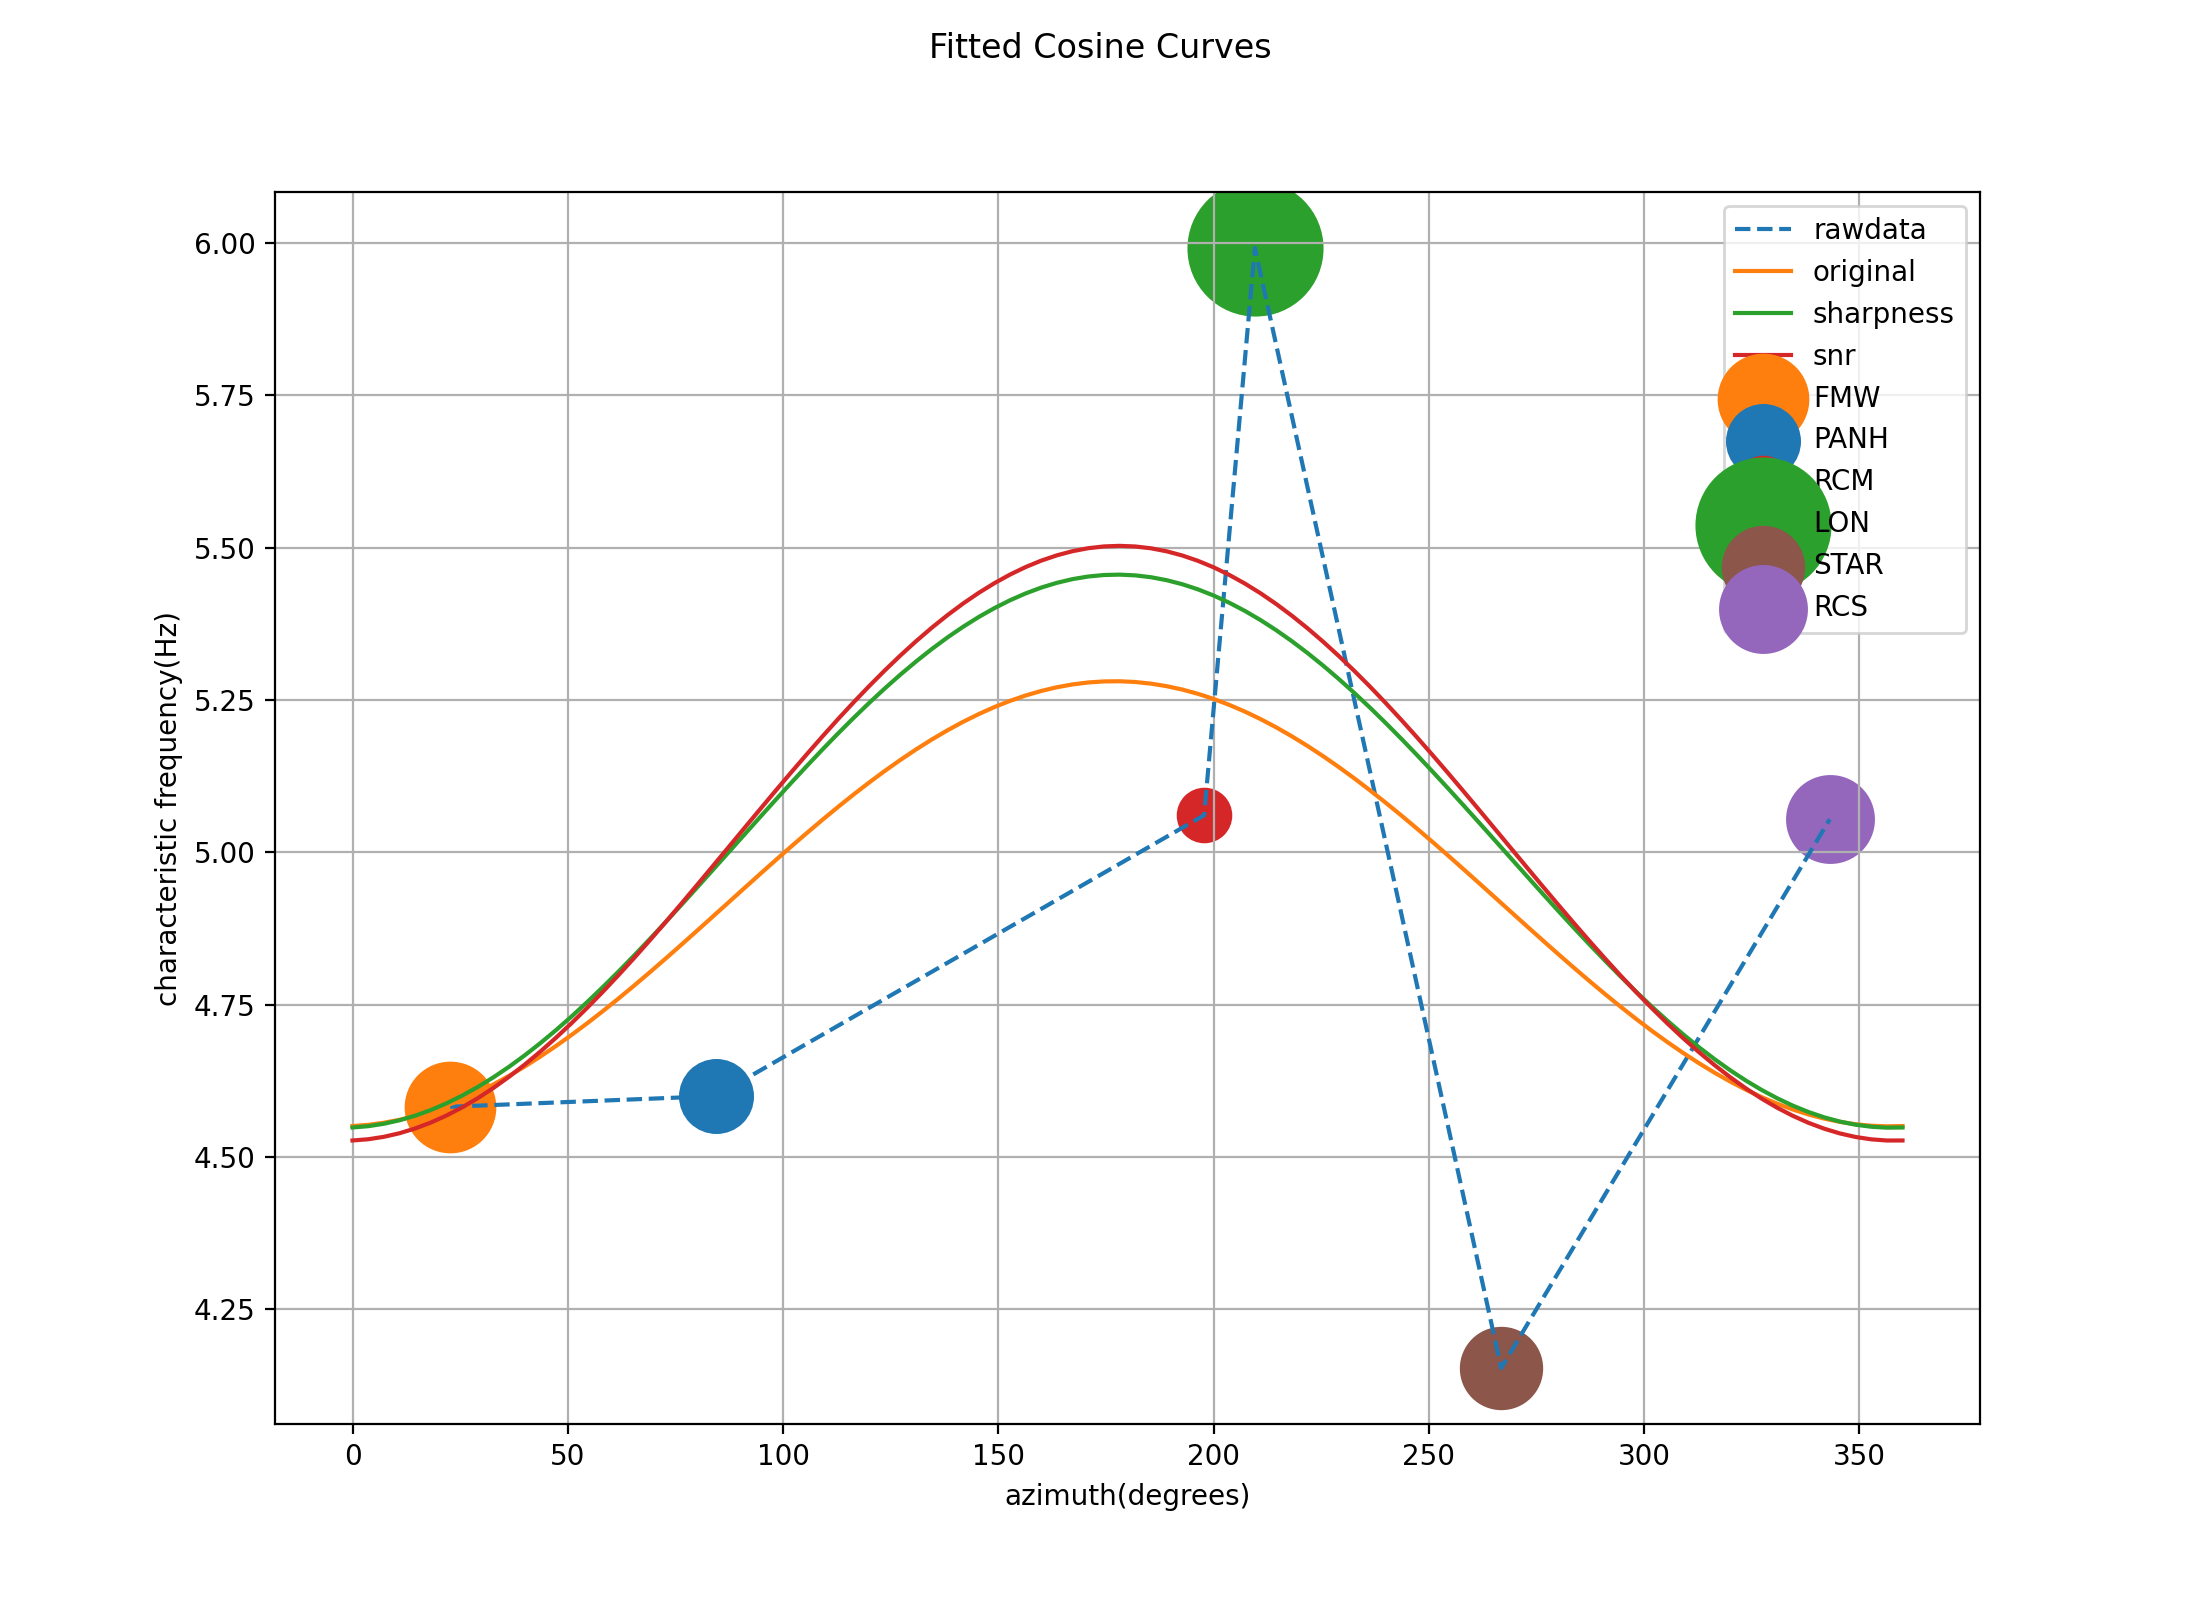 Fitted Cosine Curves
6.00
5.75
5.50
5.25
5.00
4.75
4.50
4.25
characteristic frequency(Hz)
rawdata
original
sharpness
snr
FMW
PANH
RCM
LON
STAR
RCS
0 50 100 150 200 250 300 350
azimuth(degrees)